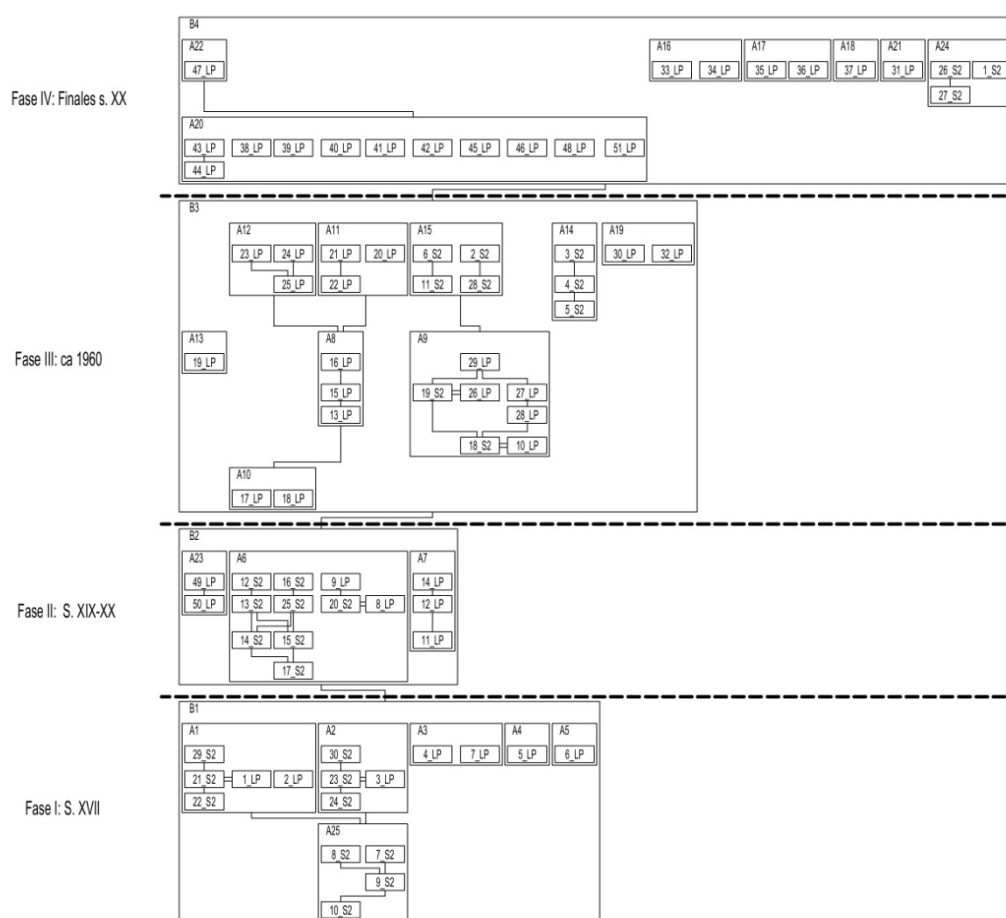 B4
A22 A16 A17 A18 A21 A24
47_LP 33_LP 34_LP 35_LP 36_LP 37_LP 31_LP 26_S2 1_S2
27_S2
Fase IV: Finales s. XX
A20
43_LP 38_LP 39_LP 40_LP 41_LP 42_LP 45_LP 46_LP 48_LP 51_LP
44_LP
B3
A12 A11 A15 A14 A19
23_LP 24_LP 21_LP 20_LP 6_S2 2_S2 3_S2 30_LP 32_LP
25_LP 22_LP 11_S2 28_S2 4_S2
5_S2
A13 A8 A9
Fase III: ca 1960
19_LP 16_LP 29_LP
15_LP 19_S2 26_LP 27_LP
13_LP 28_LP
18_S2 10_LP
A10
17_LP 18_LP
B2
A23 A6 A7
49_LP 12_S2 16_S2 9_LP 14_LP
50_LP 13_S2 25_S2 20_S2 8_LP 12_LP
Fase II: S. XIX-XX
14_S2 15_S2 11_LP
17_S2
B1
A1 A2 A3 A4 A5
29_S2 30_S2 4_LP 7_LP 5_LP 6_LP
21_S2 1_LP 2_LP 23_S2 3_LP
22_S2 24_S2
Fase I: S. XVII
A25
8_S2 7_S2
9_S2
10_S2